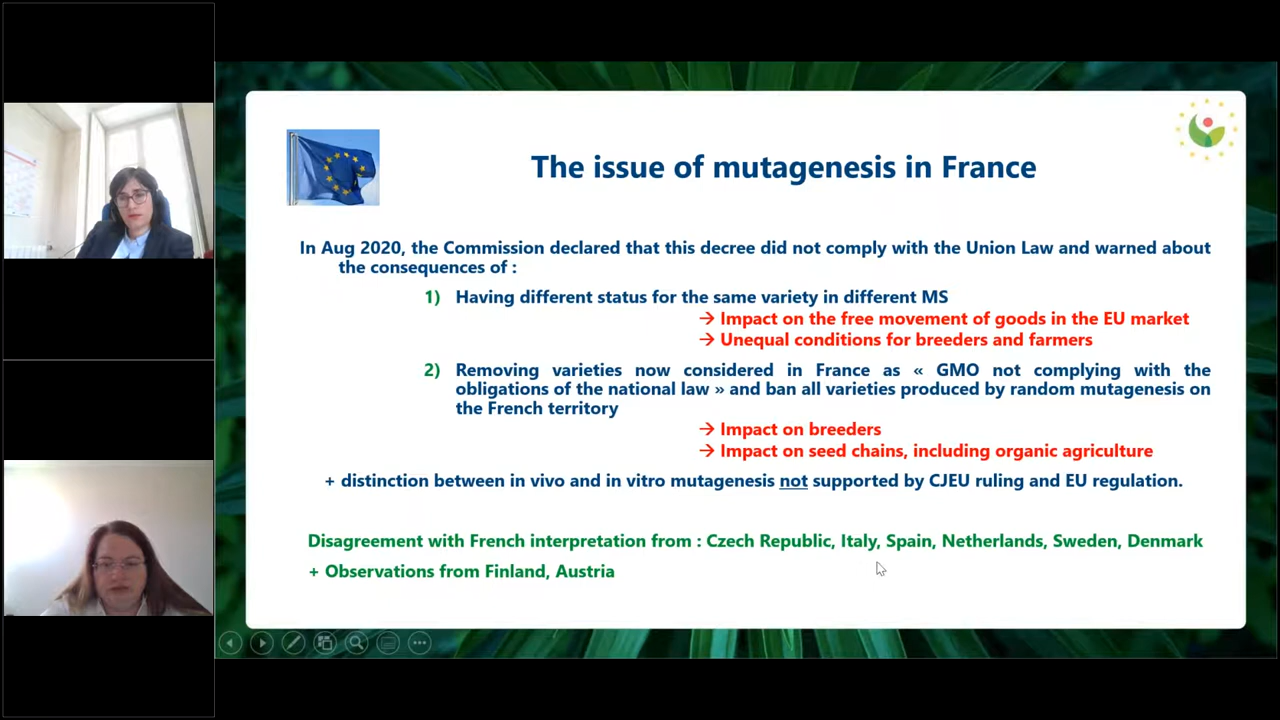 The issue of mutagenesis in France
In Aug 2020, the Commission declared that this decree did not comply with the Union Law and warned about
the consequences of :
1) Having different status for the same variety in different MS
→ Impact on the free movement of goods in the EU market
→ Unequal conditions for breeders and farmers
2) Removing varieties now considered in France as « GMO not complying with the
obligations of the national law » and ban all varieties produced by random mutagenesis on
the French territory
→ Impact on breeders
→ Impact on seed chains, including organic agriculture
+ distinction between in vivo and in vitro mutagenesis not supported by CJEU ruling and EU regulation.
Disagreement with French interpretation from : Czech Republic, Italy, Spain, Netherlands, Sweden, Denmark
+ Observations from Finland, Austria